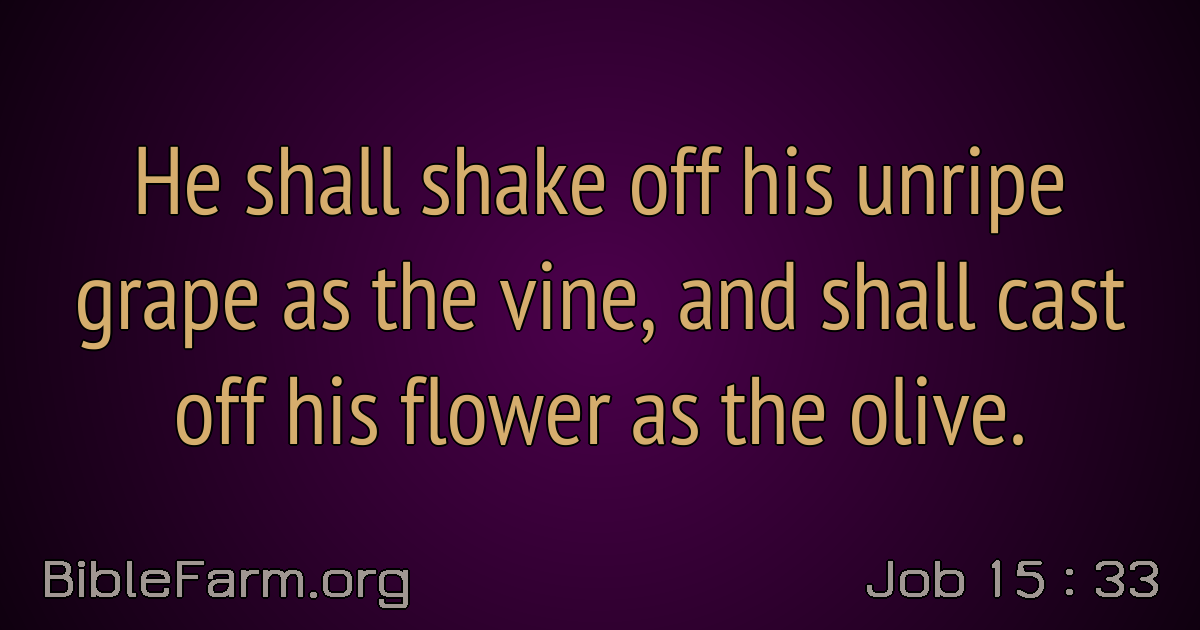 He shall shake off his unripe
grape as the vine, and shall cast
off his flower as the olive.
BibleFarm.org
Job 15 : 33